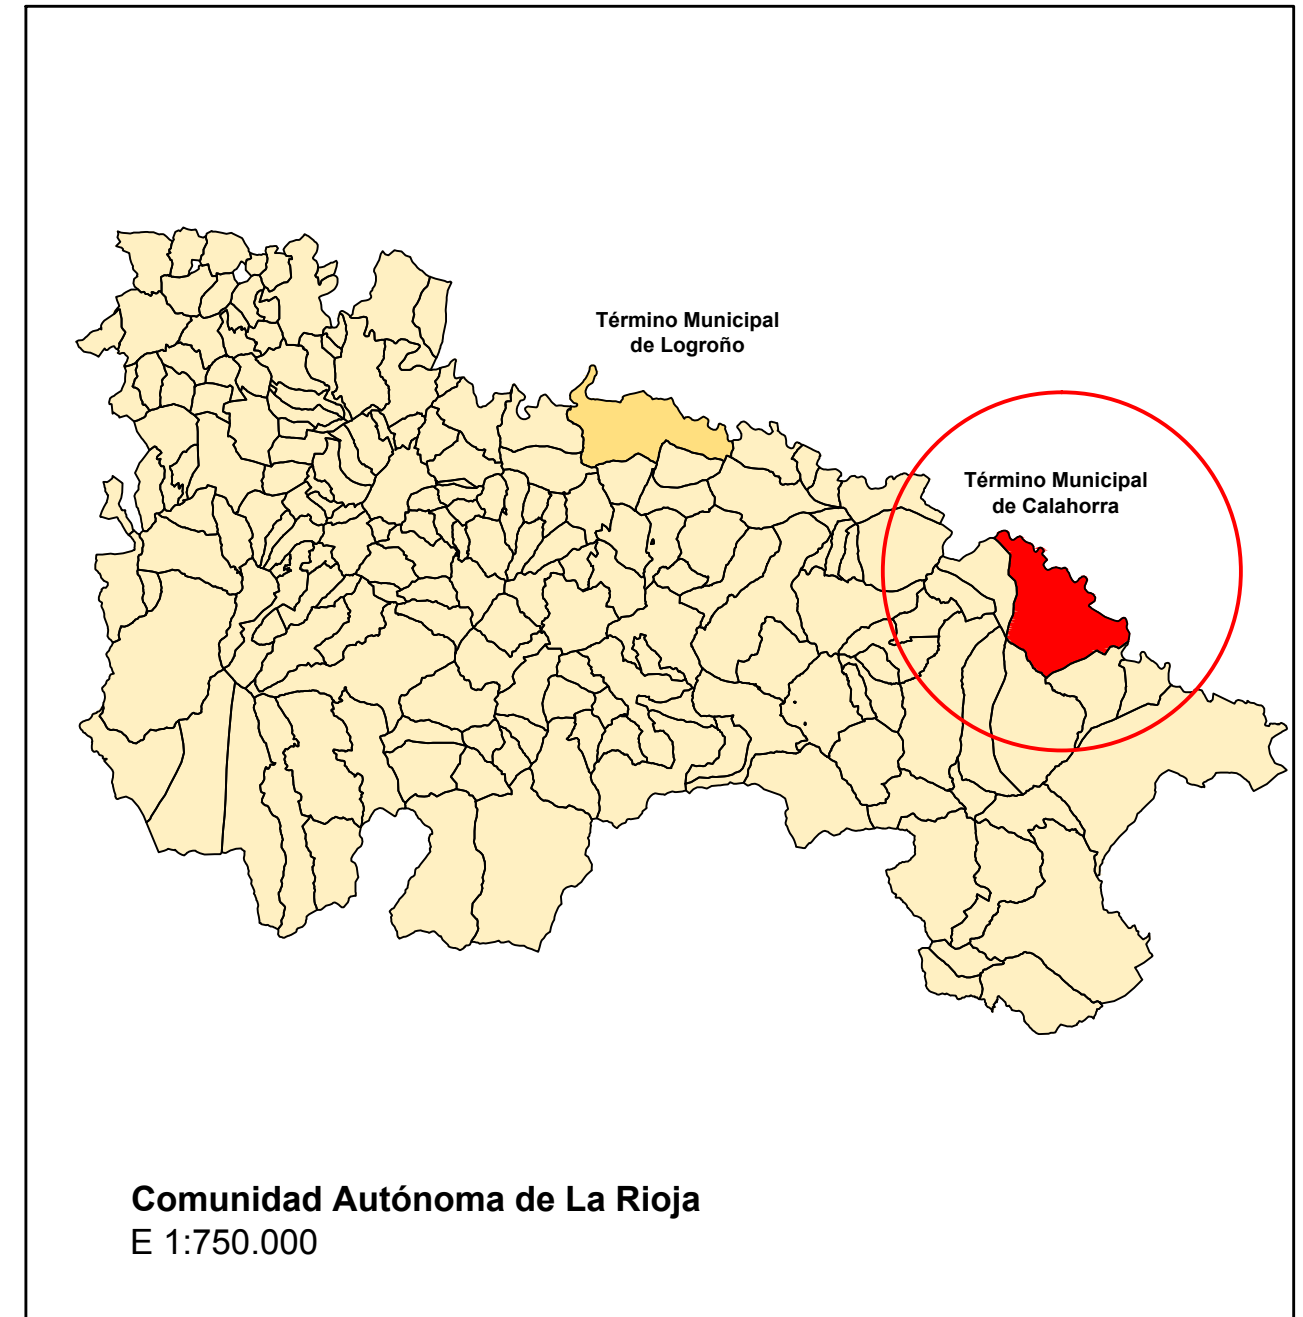 Término Municipal
de Logroño
Término Municipal
de Calahorra
Comunidad Autónoma de La Rioja
E 1:750.000